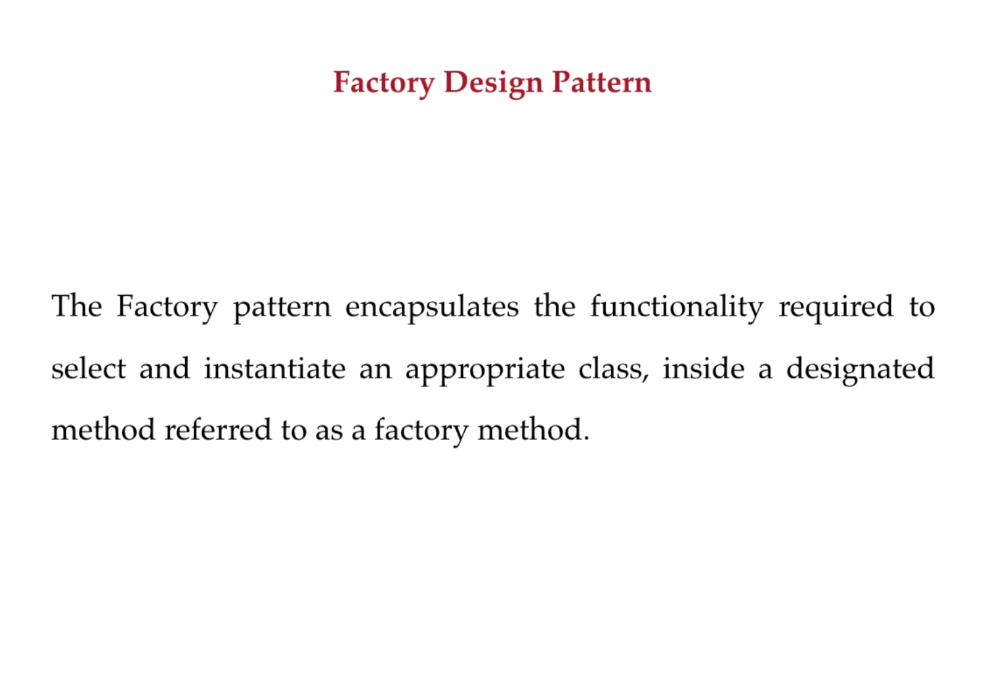 Factory Design Pattern
The Factory pattern encapsulates the functionality required to
select and instantiate an appropriate class, inside a designated
method referred to as a factory method.